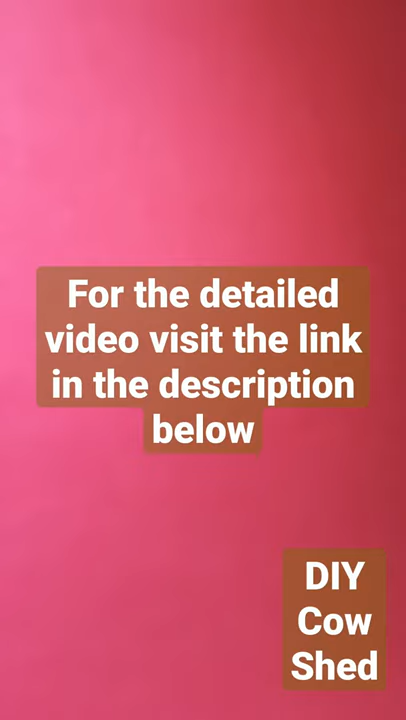 For the detailed
video visit the link
in the description
below
DIY
Cow
Shed